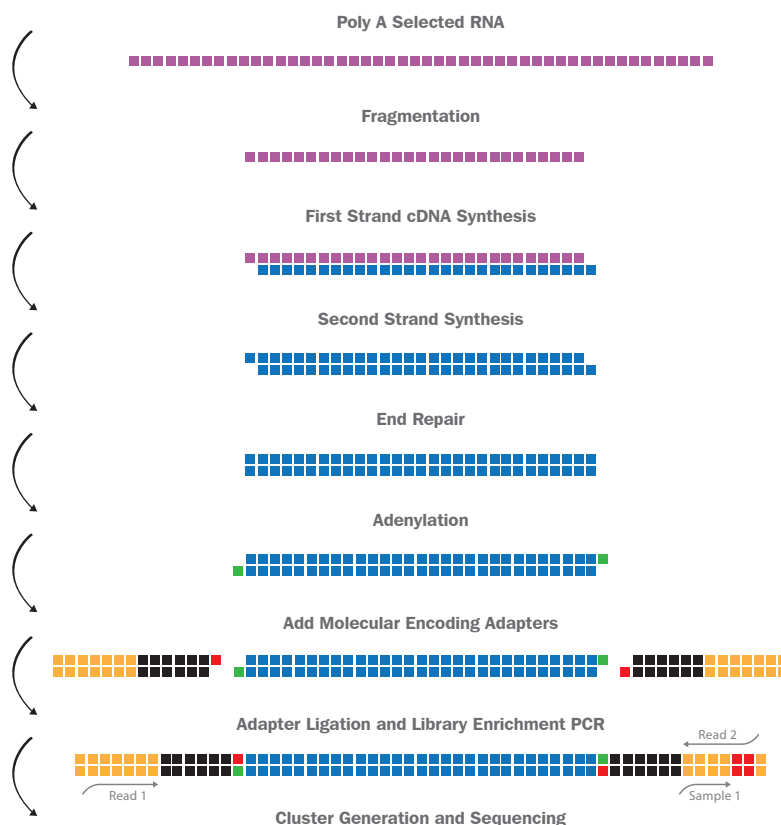 Poly A Selected RNA
Fragmentation
First Strand cDNA Synthesis
Second Strand Synthesis
End Repair
Adenylation
Add Molecular Encoding Adapters
Adapter Ligation and Library Enrichment PCR
Read 2
Read 1
Sample 1
Cluster Generation and Sequencing